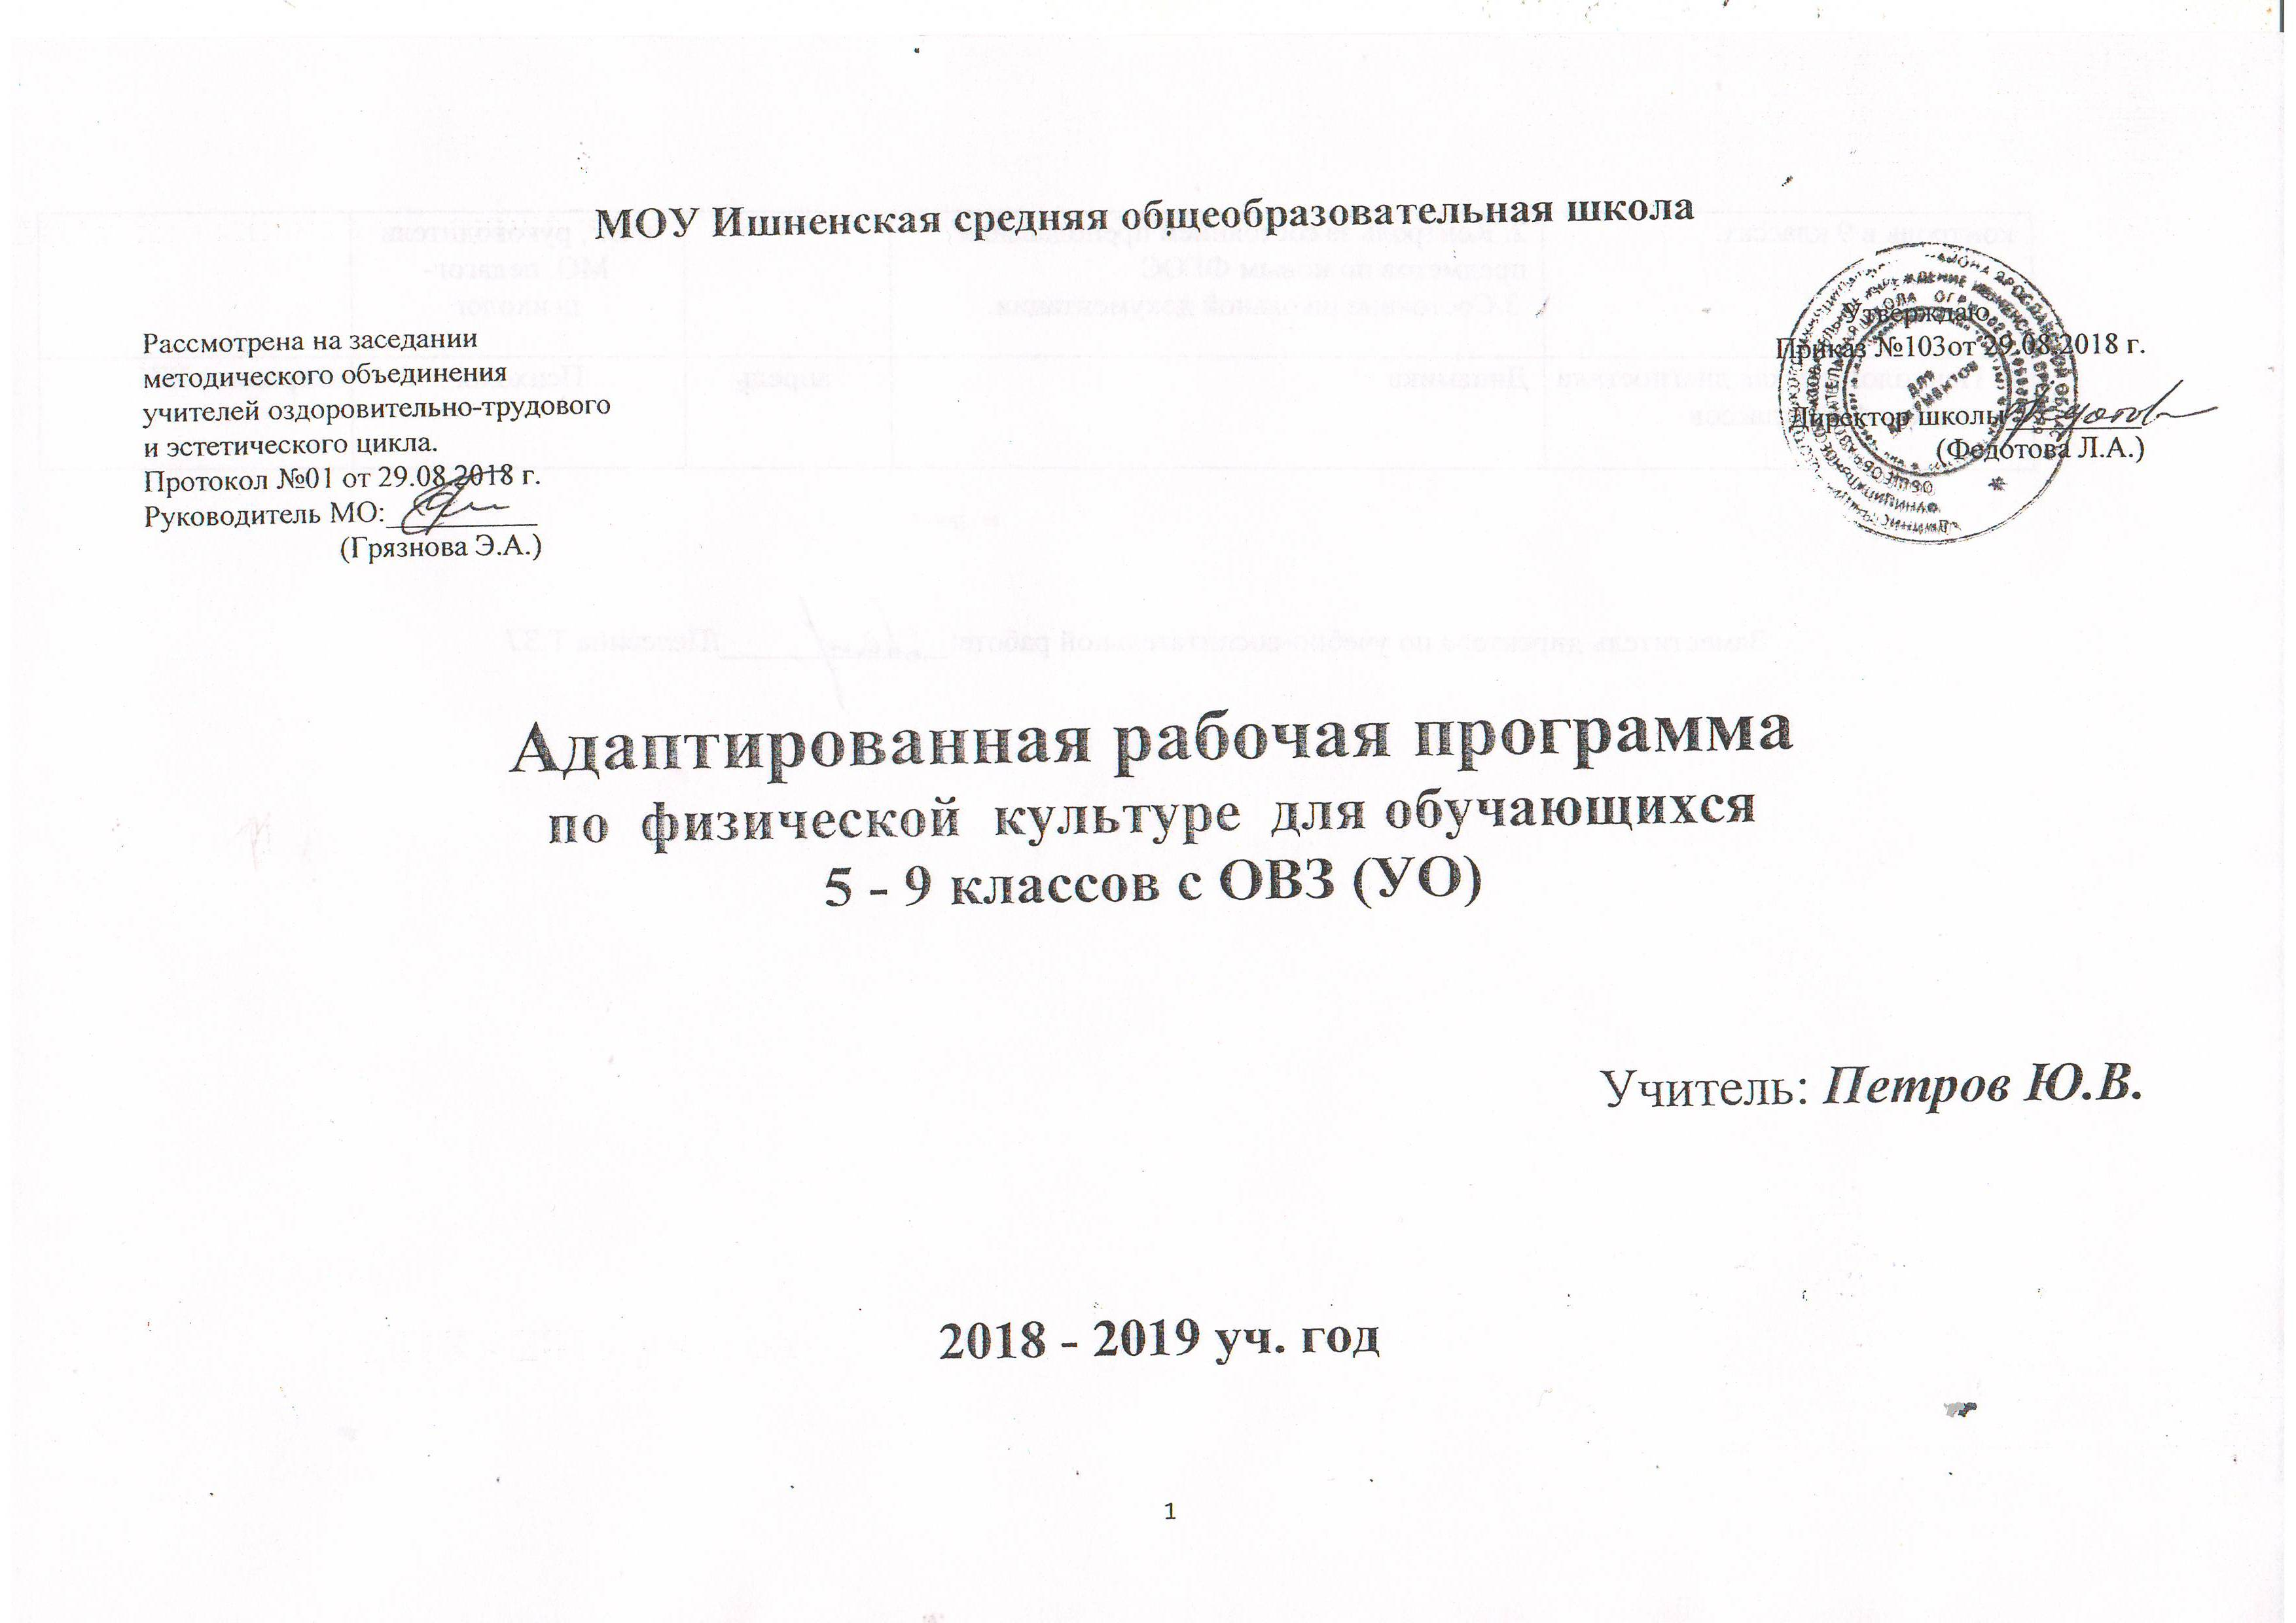 МОУ Ишненская средняя общеобразовательная школа
Рассмотрена на заседании
методического объединения
учителей оздоровительно-трудового
и эстетического цикла.
Протокол №01 от 29.08.2018 г.
Руководитель МО:
(Грязнова Э.А.)
Утверждаю
Приказ №103от 29.08.2018 г.
Директор школы
(Федотова Л.А.)
для
документов
Адаптированная рабочая программа
по физической культуре для обучающихся
5 - 9 классов с ОВЗ (УО)
Учитель: Петров Ю.В.
2018 - 2019 уч. год
1